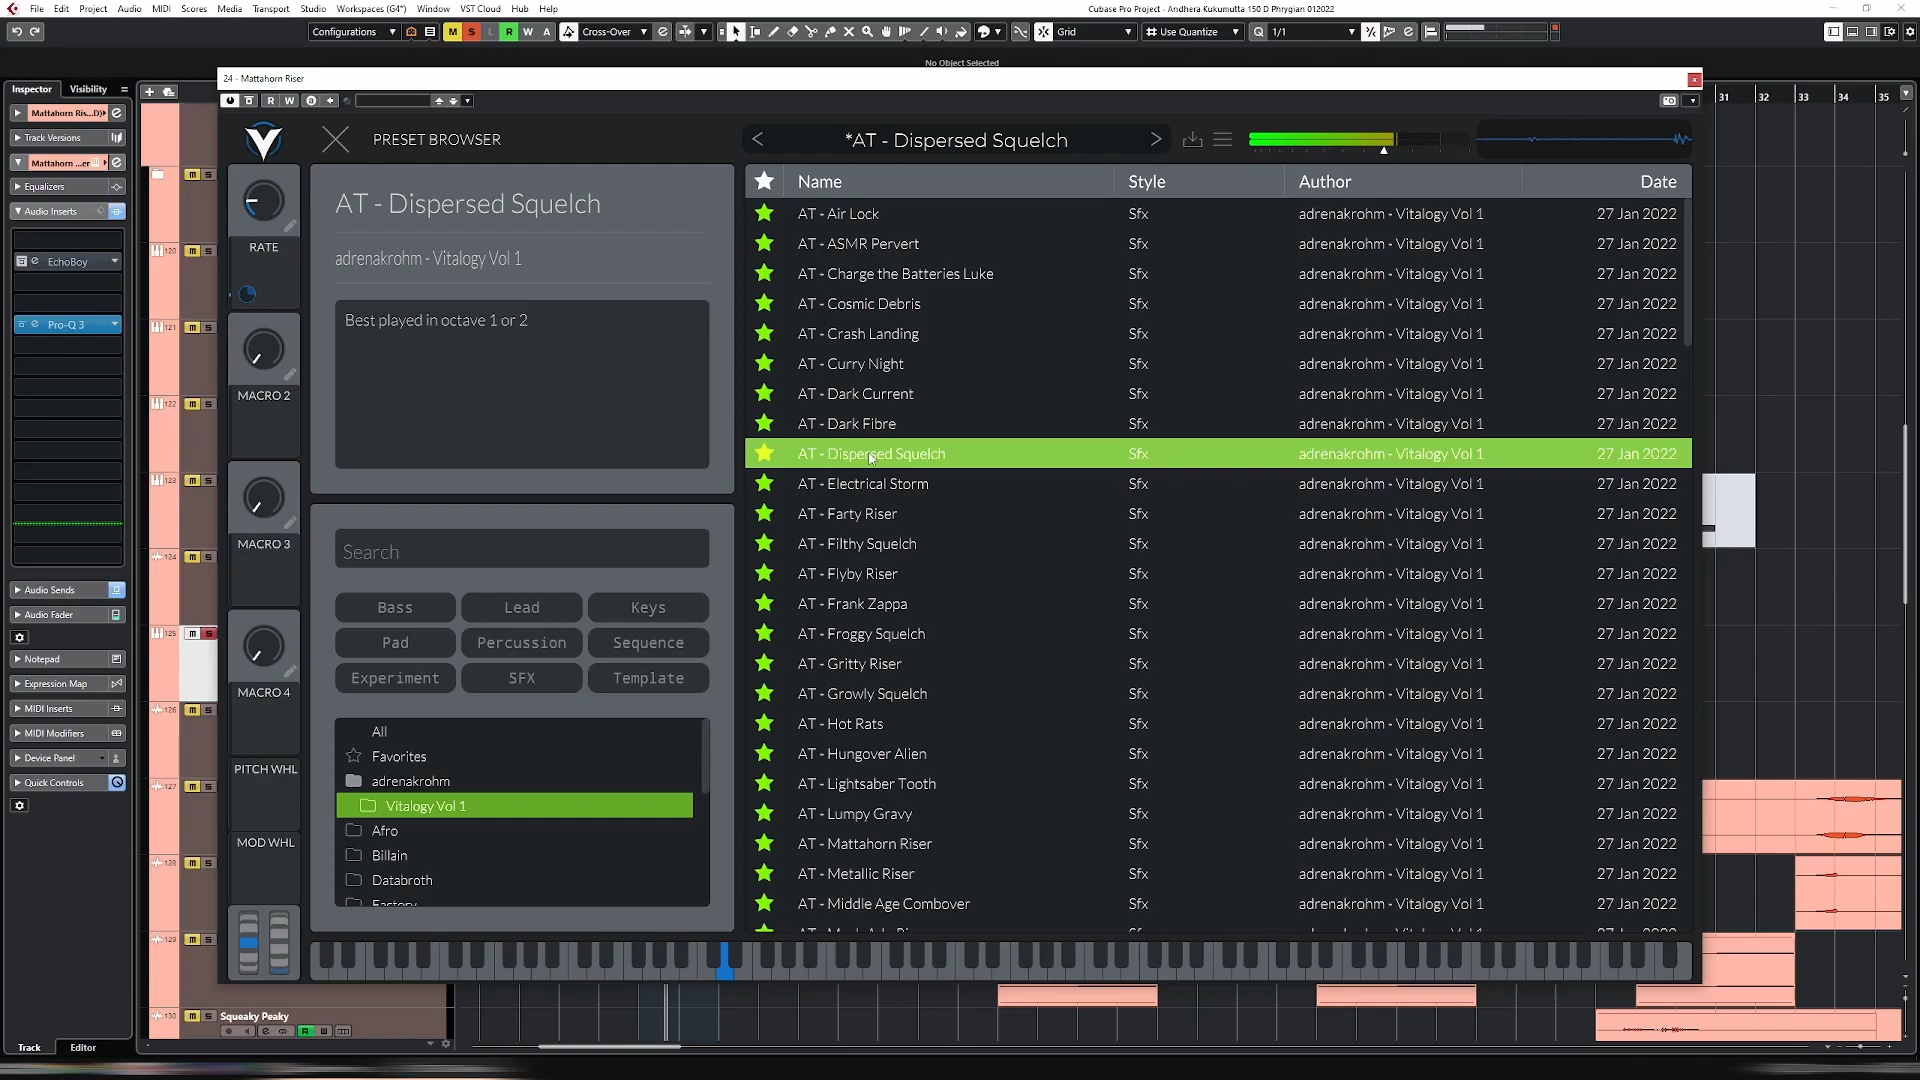 File Edit Project Audio MIDI Scores Media Transport Studio Workspaces (G4*) Window VST Cloud Hub Help
Cubase Pro Project - Andhera Kukumutta 150 D Phrygian 012022
Configurations M S L R W A Cross-Over Grid Use Quantize Q 1/1
No Object Selected
24 - Mattahorn Riser
Inspector Visibility
R W
31 32 33 34 35
Mattahorn Ris...D)
Track Versions
Mattahorn ...er
Equalizers
Audio Inserts
EchoBoy
Pro-Q 3
Audio Sends
Audio Fader
Notepad
Expression Map
MIDI Inserts
MIDI Modifiers
Device Panel
Quick Controls
Track Editor
120
121
122
123
124
125
126
127
128
129
130
m s
Squeaky Peaky
PRESET BROWSER
*AT - Dispersed Squelch
RATE
MACRO 2
MACRO 3
MACRO 4
PITCH WHL
MOD WHL
AT - Dispersed Squelch
adrenakrohm - Vitalogy Vol 1
Best played in octave 1 or 2
Search
Bass Lead Keys
Pad Percussion Sequence
Experiment SFX Template
All
Favorites
adrenakrohm
Vitalogy Vol 1
Afro
Billain
Databroth
Factory
Name Style Author Date
AT - Air Lock Sfx adrenakrohm - Vitalogy Vol 1 27 Jan 2022
AT - ASMR Pervert Sfx adrenakrohm - Vitalogy Vol 1 27 Jan 2022
AT - Charge the Batteries Luke Sfx adrenakrohm - Vitalogy Vol 1 27 Jan 2022
AT - Cosmic Debris Sfx adrenakrohm - Vitalogy Vol 1 27 Jan 2022
AT - Crash Landing Sfx adrenakrohm - Vitalogy Vol 1 27 Jan 2022
AT - Curry Night Sfx adrenakrohm - Vitalogy Vol 1 27 Jan 2022
AT - Dark Current Sfx adrenakrohm - Vitalogy Vol 1 27 Jan 2022
AT - Dark Fibre Sfx adrenakrohm - Vitalogy Vol 1 27 Jan 2022
AT - Dispersed Squelch Sfx adrenakrohm - Vitalogy Vol 1 27 Jan 2022
AT - Electrical Storm Sfx adrenakrohm - Vitalogy Vol 1 27 Jan 2022
AT - Farty Riser Sfx adrenakrohm - Vitalogy Vol 1 27 Jan 2022
AT - Filthy Squelch Sfx adrenakrohm - Vitalogy Vol 1 27 Jan 2022
AT - Flyby Riser Sfx adrenakrohm - Vitalogy Vol 1 27 Jan 2022
AT - Frank Zappa Sfx adrenakrohm - Vitalogy Vol 1 27 Jan 2022
AT - Froggy Squelch Sfx adrenakrohm - Vitalogy Vol 1 27 Jan 2022
AT - Gritty Riser Sfx adrenakrohm - Vitalogy Vol 1 27 Jan 2022
AT - Growly Squelch Sfx adrenakrohm - Vitalogy Vol 1 27 Jan 2022
AT - Hot Rats Sfx adrenakrohm - Vitalogy Vol 1 27 Jan 2022
AT - Hungover Alien Sfx adrenakrohm - Vitalogy Vol 1 27 Jan 2022
AT - Lightsaber Tooth Sfx adrenakrohm - Vitalogy Vol 1 27 Jan 2022
AT - Lumpy Gravy Sfx adrenakrohm - Vitalogy Vol 1 27 Jan 2022
AT - Mattahorn Riser Sfx adrenakrohm - Vitalogy Vol 1 27 Jan 2022
AT - Metallic Riser Sfx adrenakrohm - Vitalogy Vol 1 27 Jan 2022
AT - Middle Age Combover Sfx adrenakrohm - Vitalogy Vol 1 27 Jan 2022